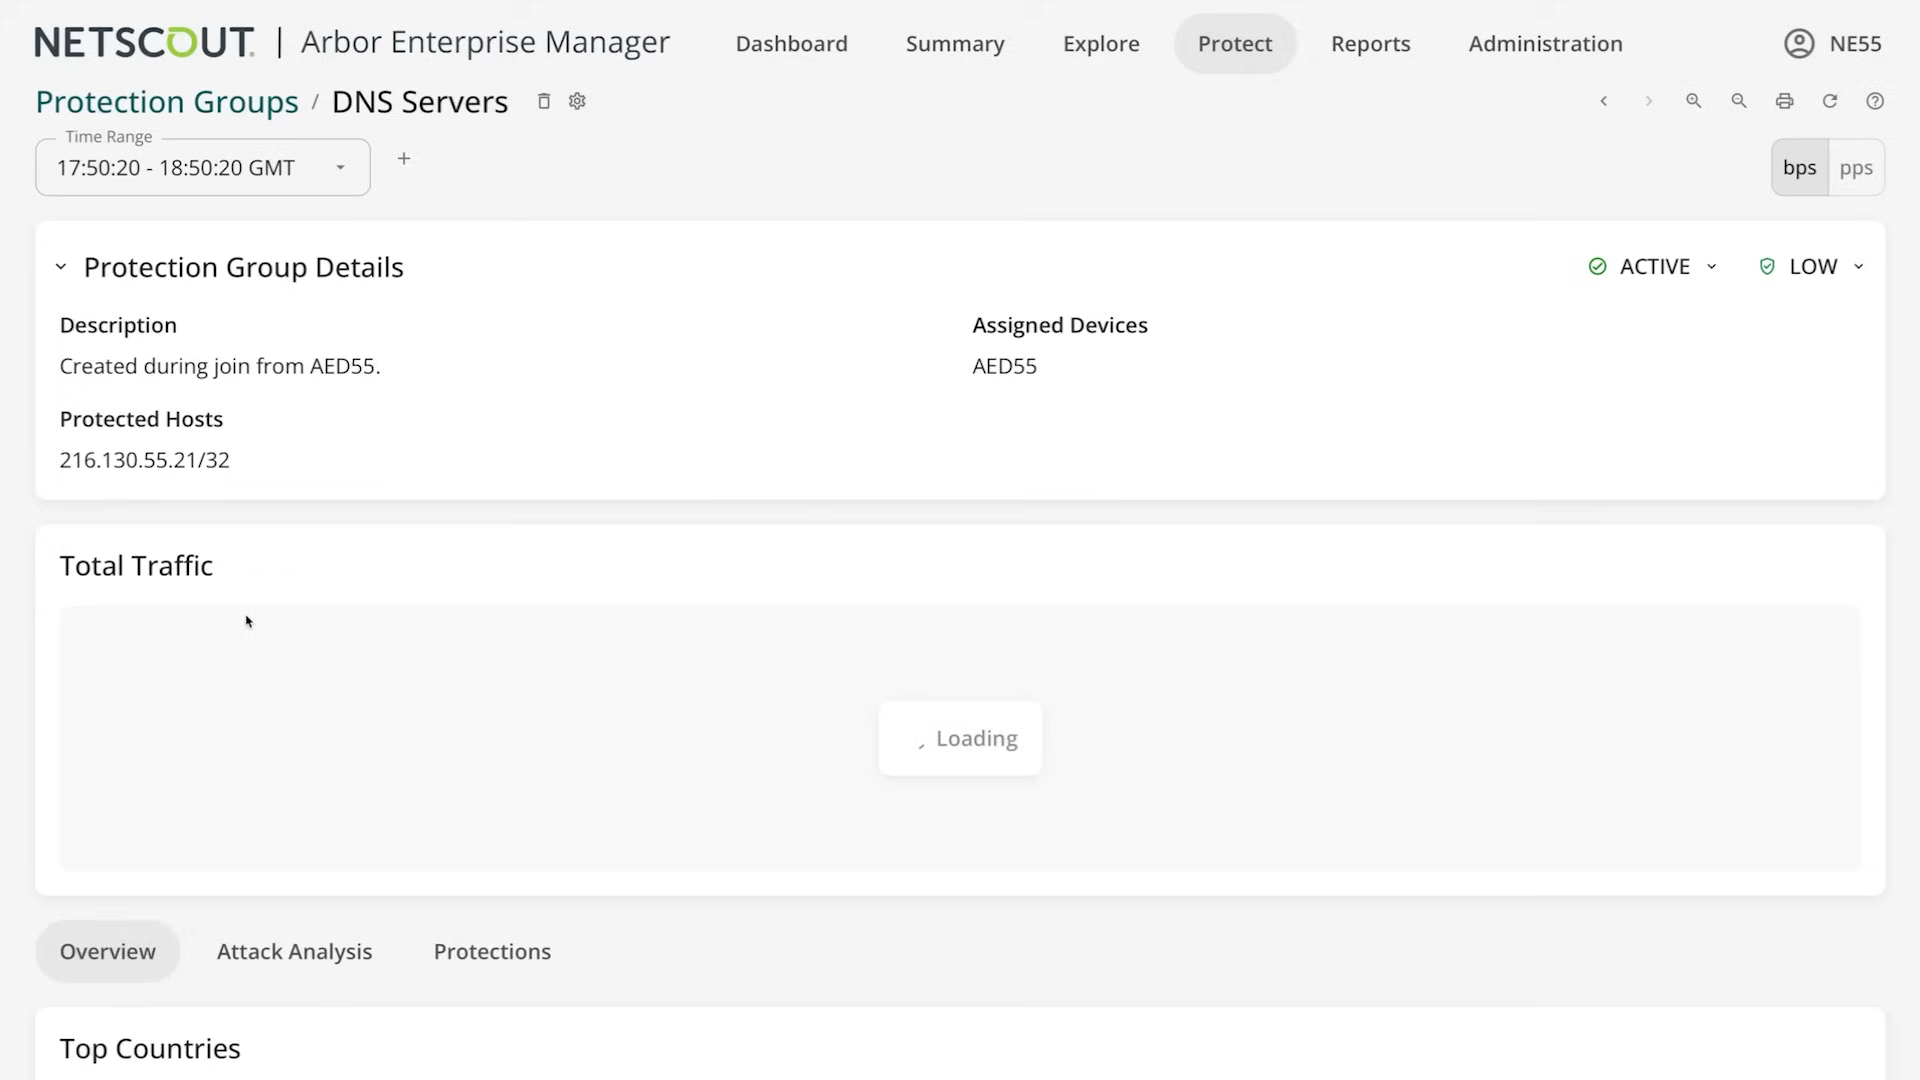 NETSCOUT. | Arbor Enterprise Manager Dashboard Summary Explore Protect Reports Administration NE55
Protection Groups / DNS Servers
Time Range
17:50:20 - 18:50:20 GMT + bps pps
Protection Group Details ACTIVE LOW
Description Assigned Devices
Created during join from AED55. AED55
Protected Hosts
216.130.55.21/32
Total Traffic
Loading
Overview Attack Analysis Protections
Top Countries